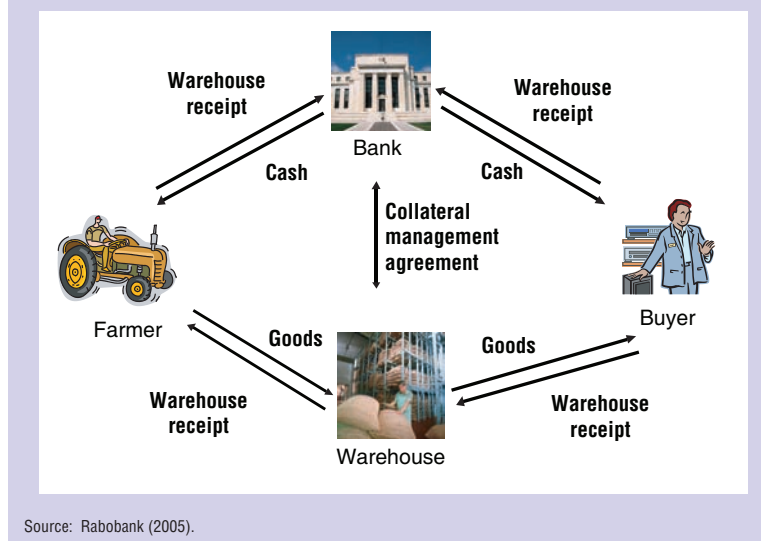 Warehouse
receipt
Warehouse
receipt
Bank
Cash
Cash
Collateral
management
agreement
Farmer
Buyer
Goods
Goods
Warehouse
receipt
Warehouse
receipt
Warehouse
Source: Rabobank (2005).